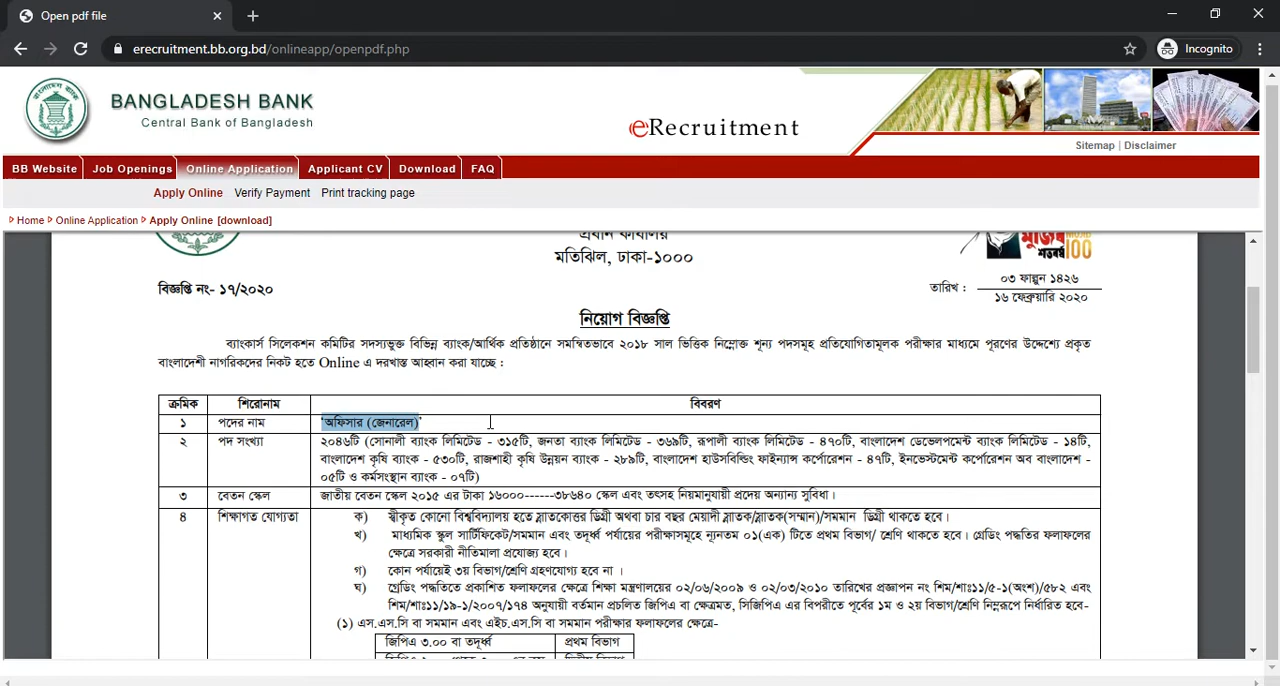 Open pdf file
erecruitment.bb.org.bd/onlineapp/openpdf.php
Incognito
BANGLADESH BANK
Central Bank of Bangladesh
eRecruitment
Sitemap | Disclaimer
BB Website Job Openings Online Application Applicant CV Download FAQ
Apply Online Verify Payment Print tracking page
Home Online Application Apply Online [download]
প্রধান কার্যালয়
মতিঝিল, ঢাকা-১০০০
100
বিজ্ঞপ্তি নং- ১৭/২০২০
তারিখ : ০৩ ফাল্গুন ১৪২৬
১৬ ফেব্রুয়ারি ২০২০
নিয়োগ বিজ্ঞপ্তি
ব্যাংকার্স সিলেকশন কমিটির সদস্যভুক্ত বিভিন্ন ব্যাংক/আর্থিক প্রতিষ্ঠানে সমন্বিতভাবে ২০১৮ সাল ভিত্তিক নিম্নোক্ত শূন্য পদসমূহ প্রতিযোগিতামূলক পরীক্ষার মাধ্যমে পূরণের উদ্দেশ্যে প্রকৃত
বাংলাদেশী নাগরিকদের নিকট হতে Online এ দরখাস্ত আহ্বান করা যাচ্ছে :
ক্রমিক শিরোনাম বিবরণ
১ পদের নাম ‘অফিসার (জেনারেল)’
২ পদ সংখ্যা ২০৪৬টি (সোনালী ব্যাংক লিমিটেড - ৩১৫টি, জনতা ব্যাংক লিমিটেড - ৩৬৯টি, রূপালী ব্যাংক লিমিটেড - ৪৭০টি, বাংলাদেশ ডেভেলপমেন্ট ব্যাংক লিমিটেড - ১৪টি,
বাংলাদেশ কৃষি ব্যাংক - ৫৩০টি, রাজশাহী কৃষি উন্নয়ন ব্যাংক - ২৮৯টি, বাংলাদেশ হাউসবিল্ডিং ফাইন্যান্স কর্পোরেশন - ৪৭টি, ইনভেস্টমেন্ট কর্পোরেশন অব বাংলাদেশ -
০৫টি ও কর্মসংস্থান ব্যাংক - ০৭টি)
৩ বেতন স্কেল জাতীয় বেতন স্কেল ২০১৫ এর টাকা ১৬০০০------৩৮৬৪০ স্কেল এবং তৎসহ নিয়মানুযায়ী প্রদেয় অন্যান্য সুবিধা।
৪ শিক্ষাগত যোগ্যতা ক) স্বীকৃত কোনো বিশ্ববিদ্যালয় হতে স্নাতকোত্তর ডিগ্রী অথবা চার বছর মেয়াদী স্নাতক/স্নাতক(সম্মান)/সমমান ডিগ্রী থাকতে হবে।
খ) মাধ্যমিক স্কুল সার্টিফিকেট/সমমান এবং তদূর্ধ্ব পর্যায়ের পরীক্ষাসমূহে ন্যূনতম ০১(এক) টিতে প্রথম বিভাগ/ শ্রেণি থাকতে হবে। গ্রেডিং পদ্ধতির ফলাফলের
ক্ষেত্রে সরকারী নীতিমালা প্রযোজ্য হবে।
গ) কোন পর্যায়েই ৩য় বিভাগ/শ্রেণি গ্রহণযোগ্য হবে না ।
ঘ) গ্রেডিং পদ্ধতিতে প্রকাশিত ফলাফলের ক্ষেত্রে শিক্ষা মন্ত্রণালয়ের ০২/০৬/২০০৯ ও ০২/০৩/২০১০ তারিখের প্রজ্ঞাপন নং শিম/শাঃ১১/৫-১(অংশ)/৫৮২ এবং
শিম/শাঃ১১/১৯-১/২০০৭/১৭৪ অনুযায়ী বর্তমান প্রচলিত জিপিএ বা ক্ষেত্রমত, সিজিপিএ এর বিপরীতে পূর্বের ১ম ও ২য় বিভাগ/শ্রেণি নিম্নরূপে নির্ধারিত হবে-
(১) এস.এস.সি বা সমমান এবং এইচ.এস.সি বা সমমান পরীক্ষার ফলাফলের ক্ষেত্রে-
জিপিএ ৩.০০ বা তদূর্ধ্ব প্রথম বিভাগ